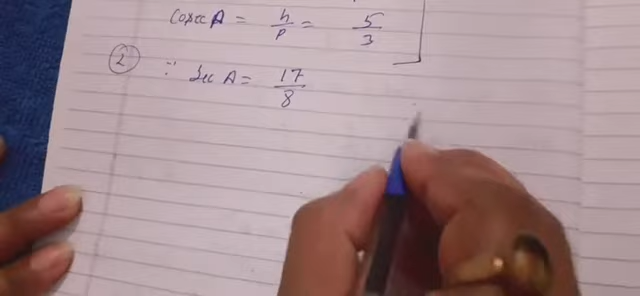 cosec A = h/p = 5/3
(2) ∵ Sec A = 17/8